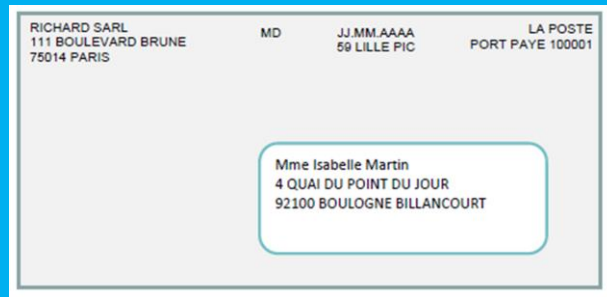 RICHARD SARL
111 BOULEVARD BRUNE
75014 PARIS
MD
JJ.MM.AAAA
59 LILLE PIC
LA POSTE
PORT PAYE 100001
Mme Isabelle Martin
4 QUAI DU POINT DU JOUR
92100 BOULOGNE BILLANCOURT